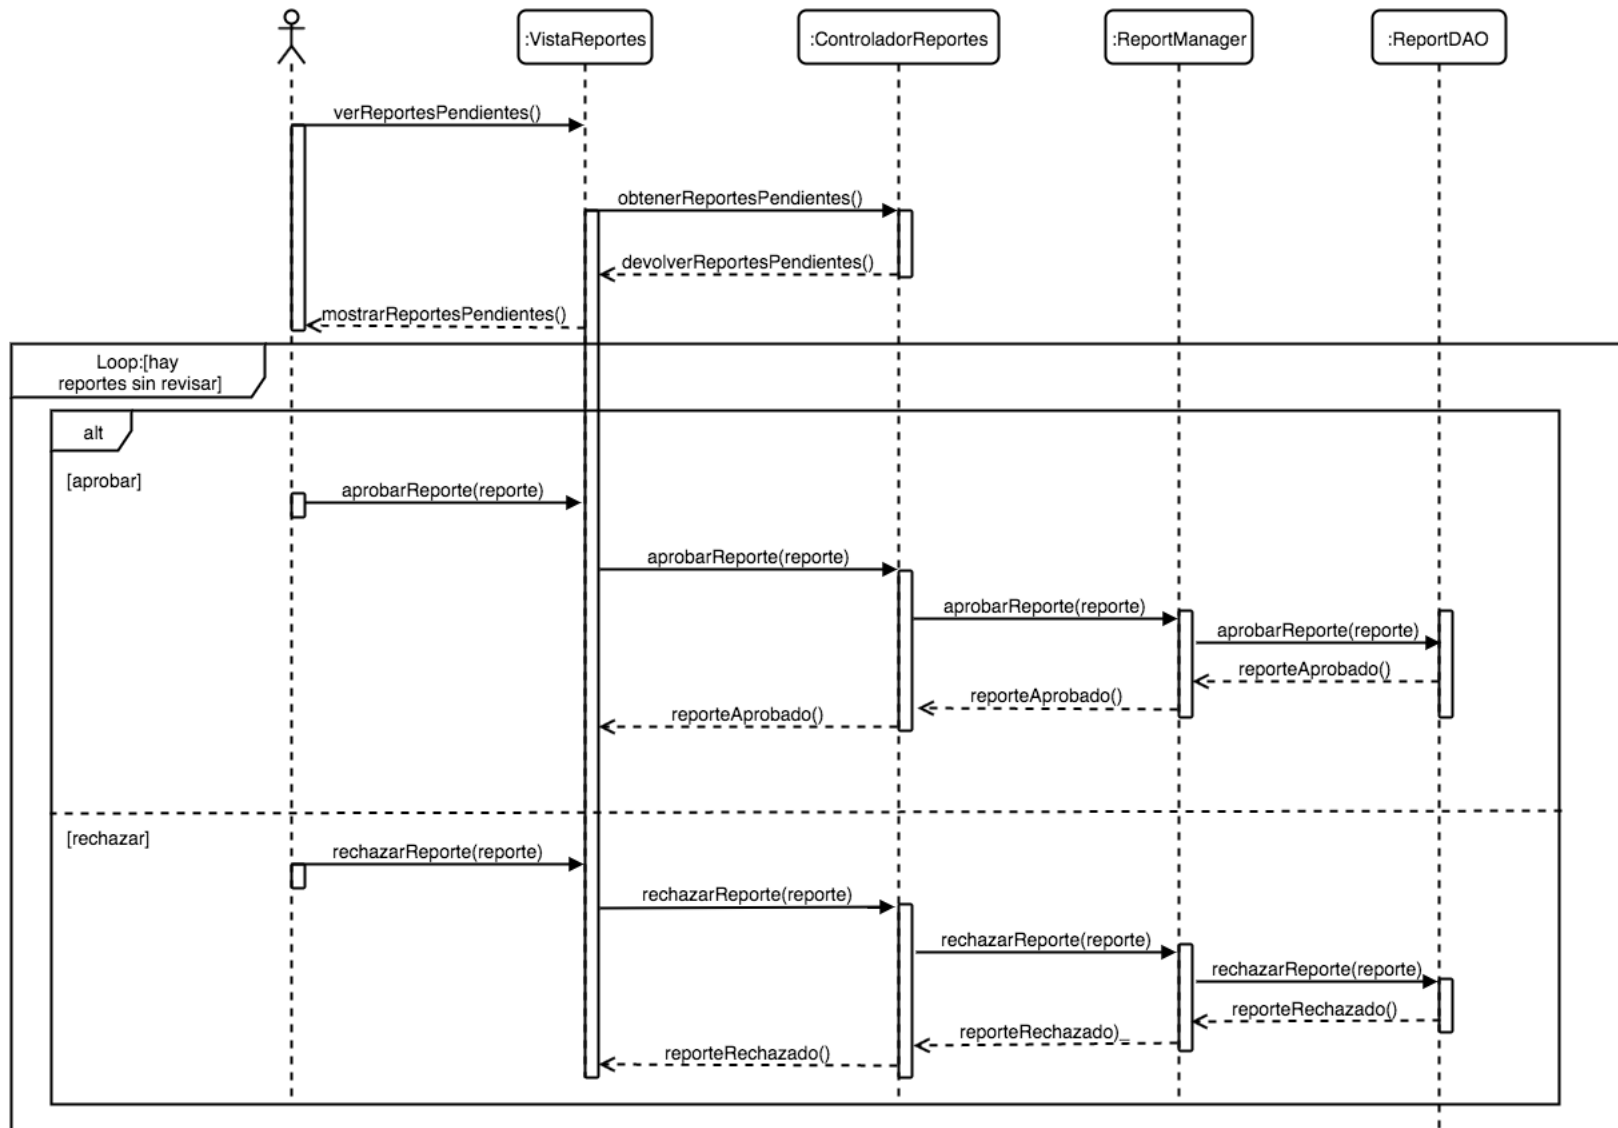 :VistaReportes
:ControladorReportes
:ReportManager
:ReportDAO
verReportesPendientes()
obtenerReportesPendientes()
devolverReportesPendientes()
mostrarReportesPendientes()
Loop:[hay
reportes sin revisar]
alt
[aprobar]
aprobarReporte(reporte)
aprobarReporte(reporte)
aprobarReporte(reporte)
aprobarReporte(reporte)
reporteAprobado()
reporteAprobado()
reporteAprobado()
[rechazar]
rechazarReporte(reporte)
rechazarReporte(reporte)
rechazarReporte(reporte)
rechazarReporte(reporte)
reporteRechazado()
reporteRechazado)_
reporteRechazado()